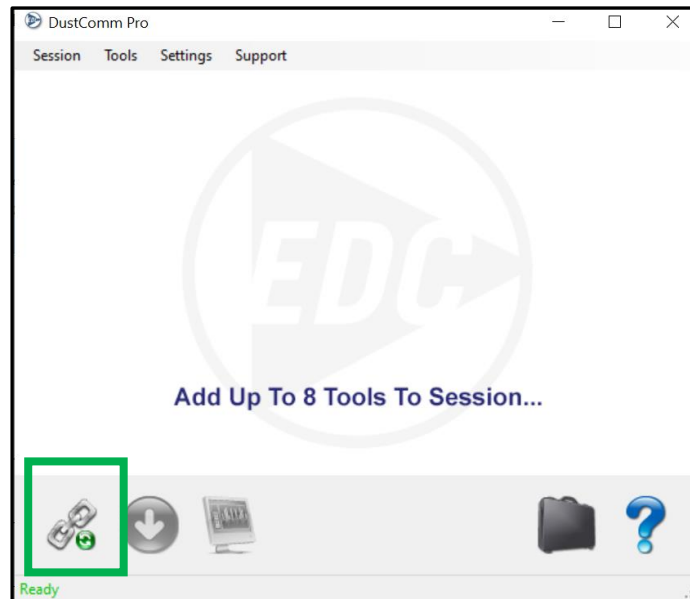 DustComm Pro
Session Tools Settings Support
EDC
Add Up To 8 Tools To Session...
Ready